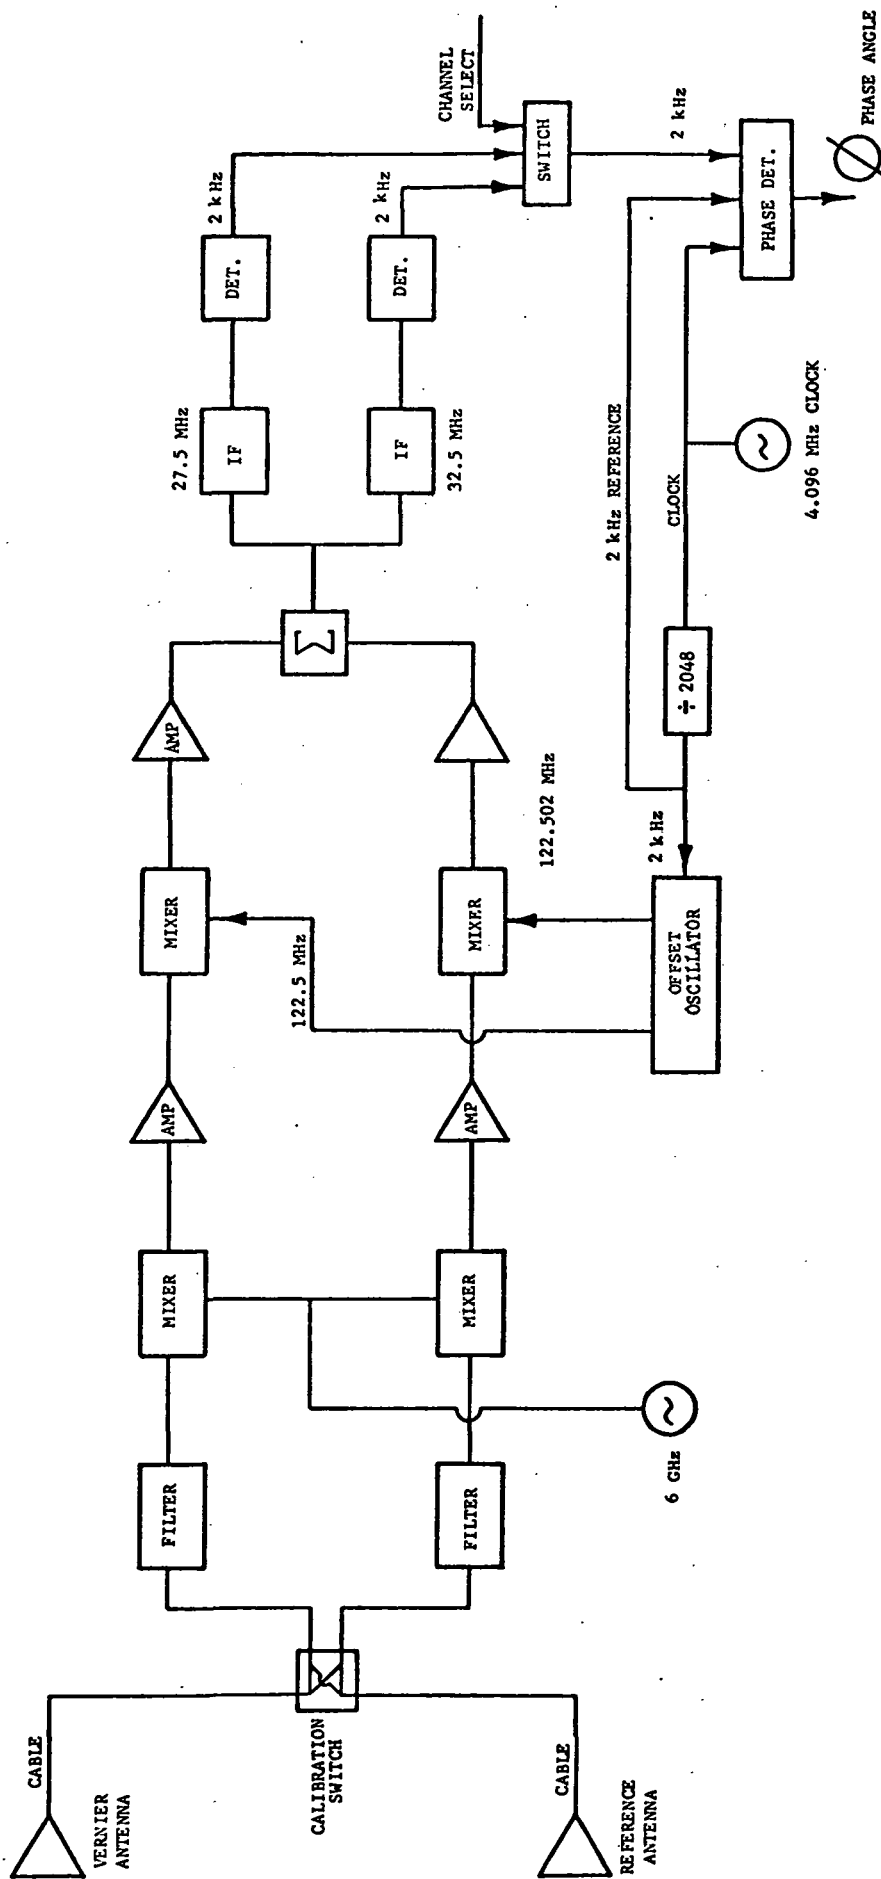 VERNIER
ANTENNA
CABLE
REFERENCE
ANTENNA
CABLE
CALIBRATION
SWITCH
FILTER
FILTER
6 GHz
MIXER
MIXER
AMP
AMP
MIXER
MIXER
122.5 MHz
122.502 MHz
OFFSET
OSCILLATOR
2 kHz
AMP
Σ
÷ 2048
CLOCK
2 kHz REFERENCE
4.096 MHz CLOCK
27.5 MHz
IF
IF
32.5 MHz
DET.
DET.
2 kHz
2 kHz
CHANNEL
SELECT
SWITCH
2 kHz
PHASE DET.
PHASE ANGLE